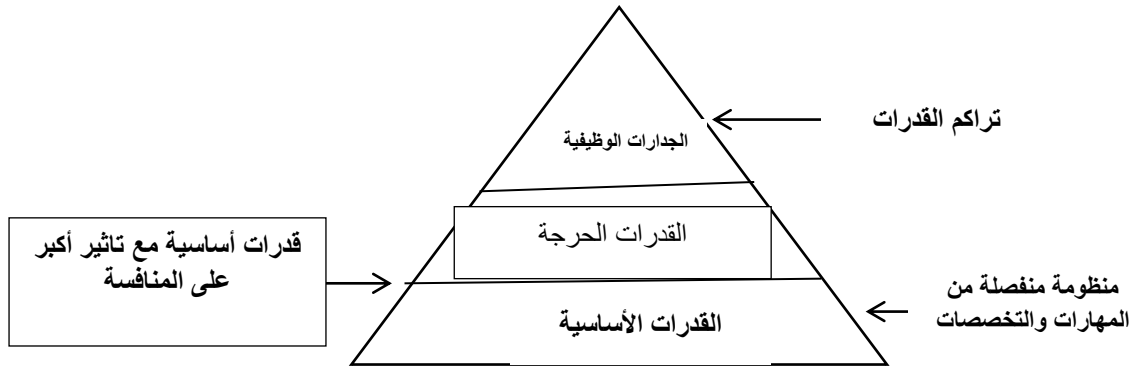 تراكم القدرات
الجدارات الوظيفية
القدرات الحرجة
قدرات أساسية مع تاثير أكبر
على المنافسة
منظومة منفصلة من
المهارات والتخصصات
القدرات الأساسية